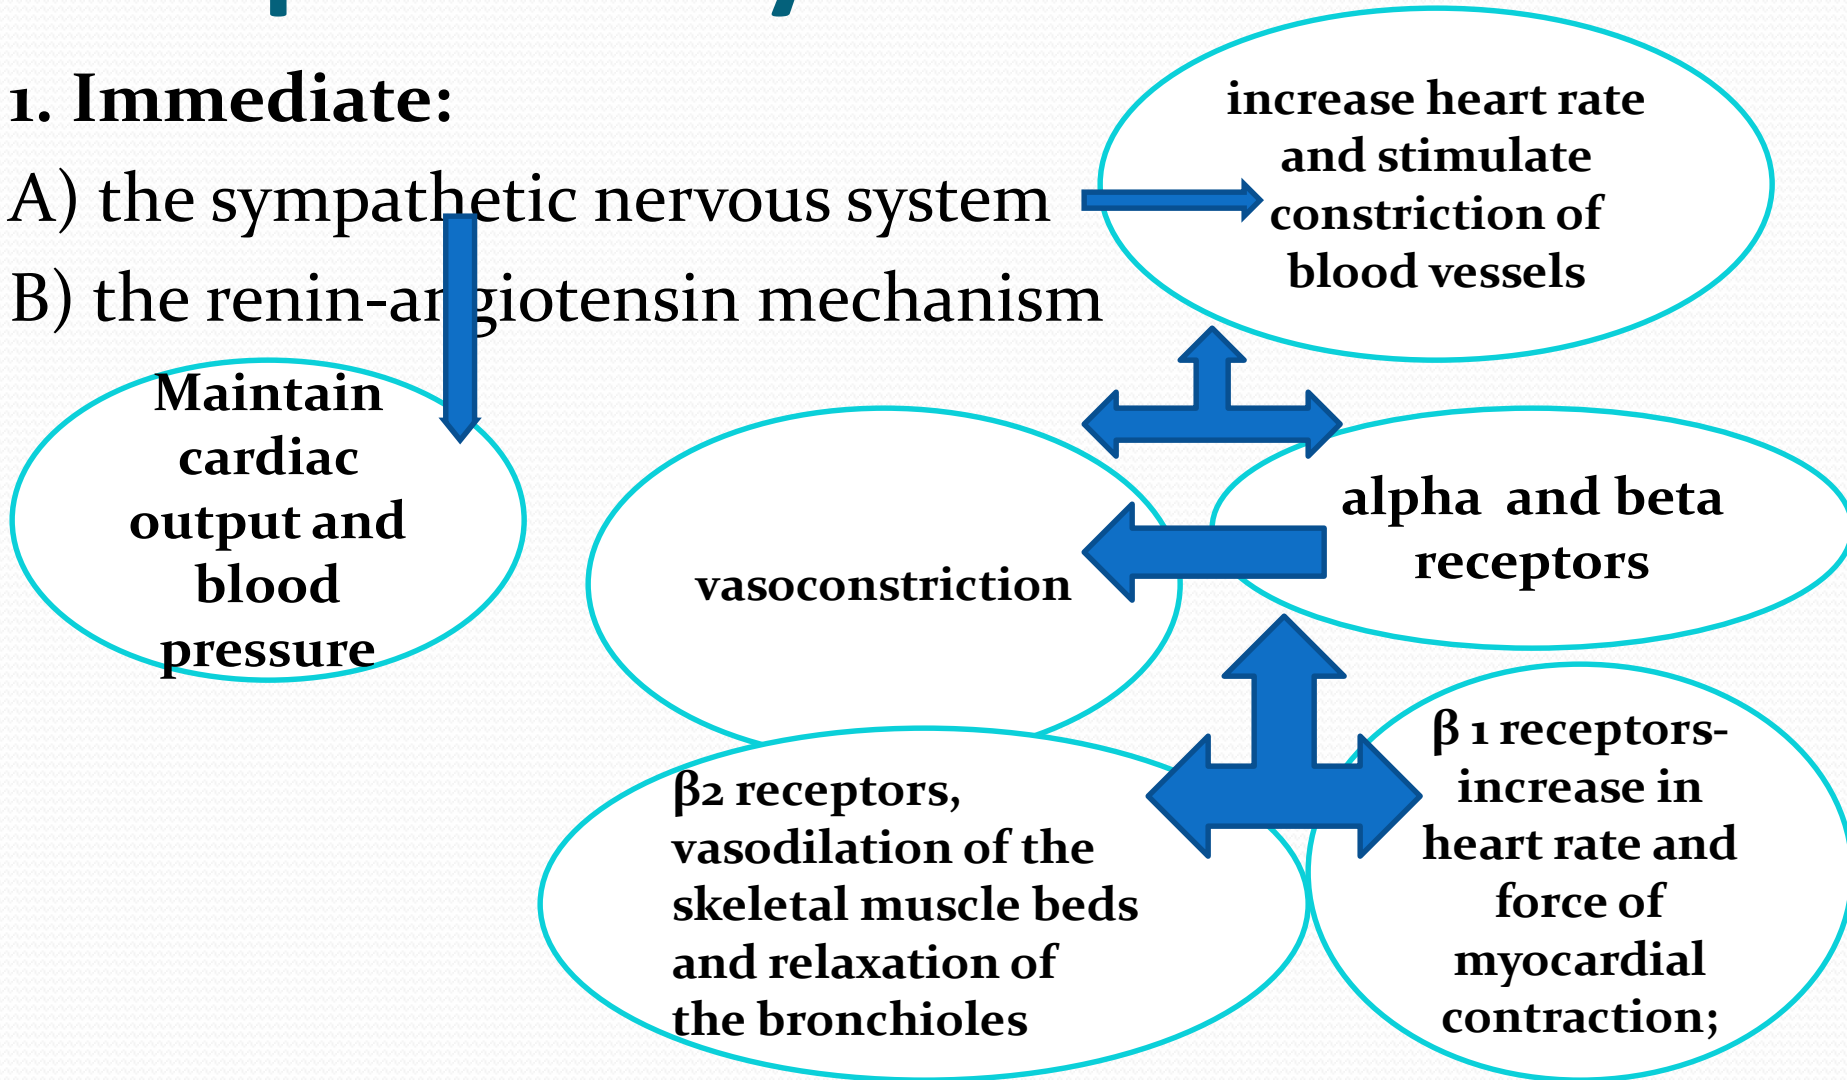 1. Immediate:
A) the sympathetic nervous system
B) the renin-angiotensin mechanism
increase heart rate
and stimulate
constriction of
blood vessels
Maintain
cardiac
output and
blood
pressure
vasoconstriction
alpha and beta
receptors
β2 receptors,
vasodilation of the
skeletal muscle beds
and relaxation of
the bronchioles
β 1 receptors-
increase in
heart rate and
force of
myocardial
contraction;